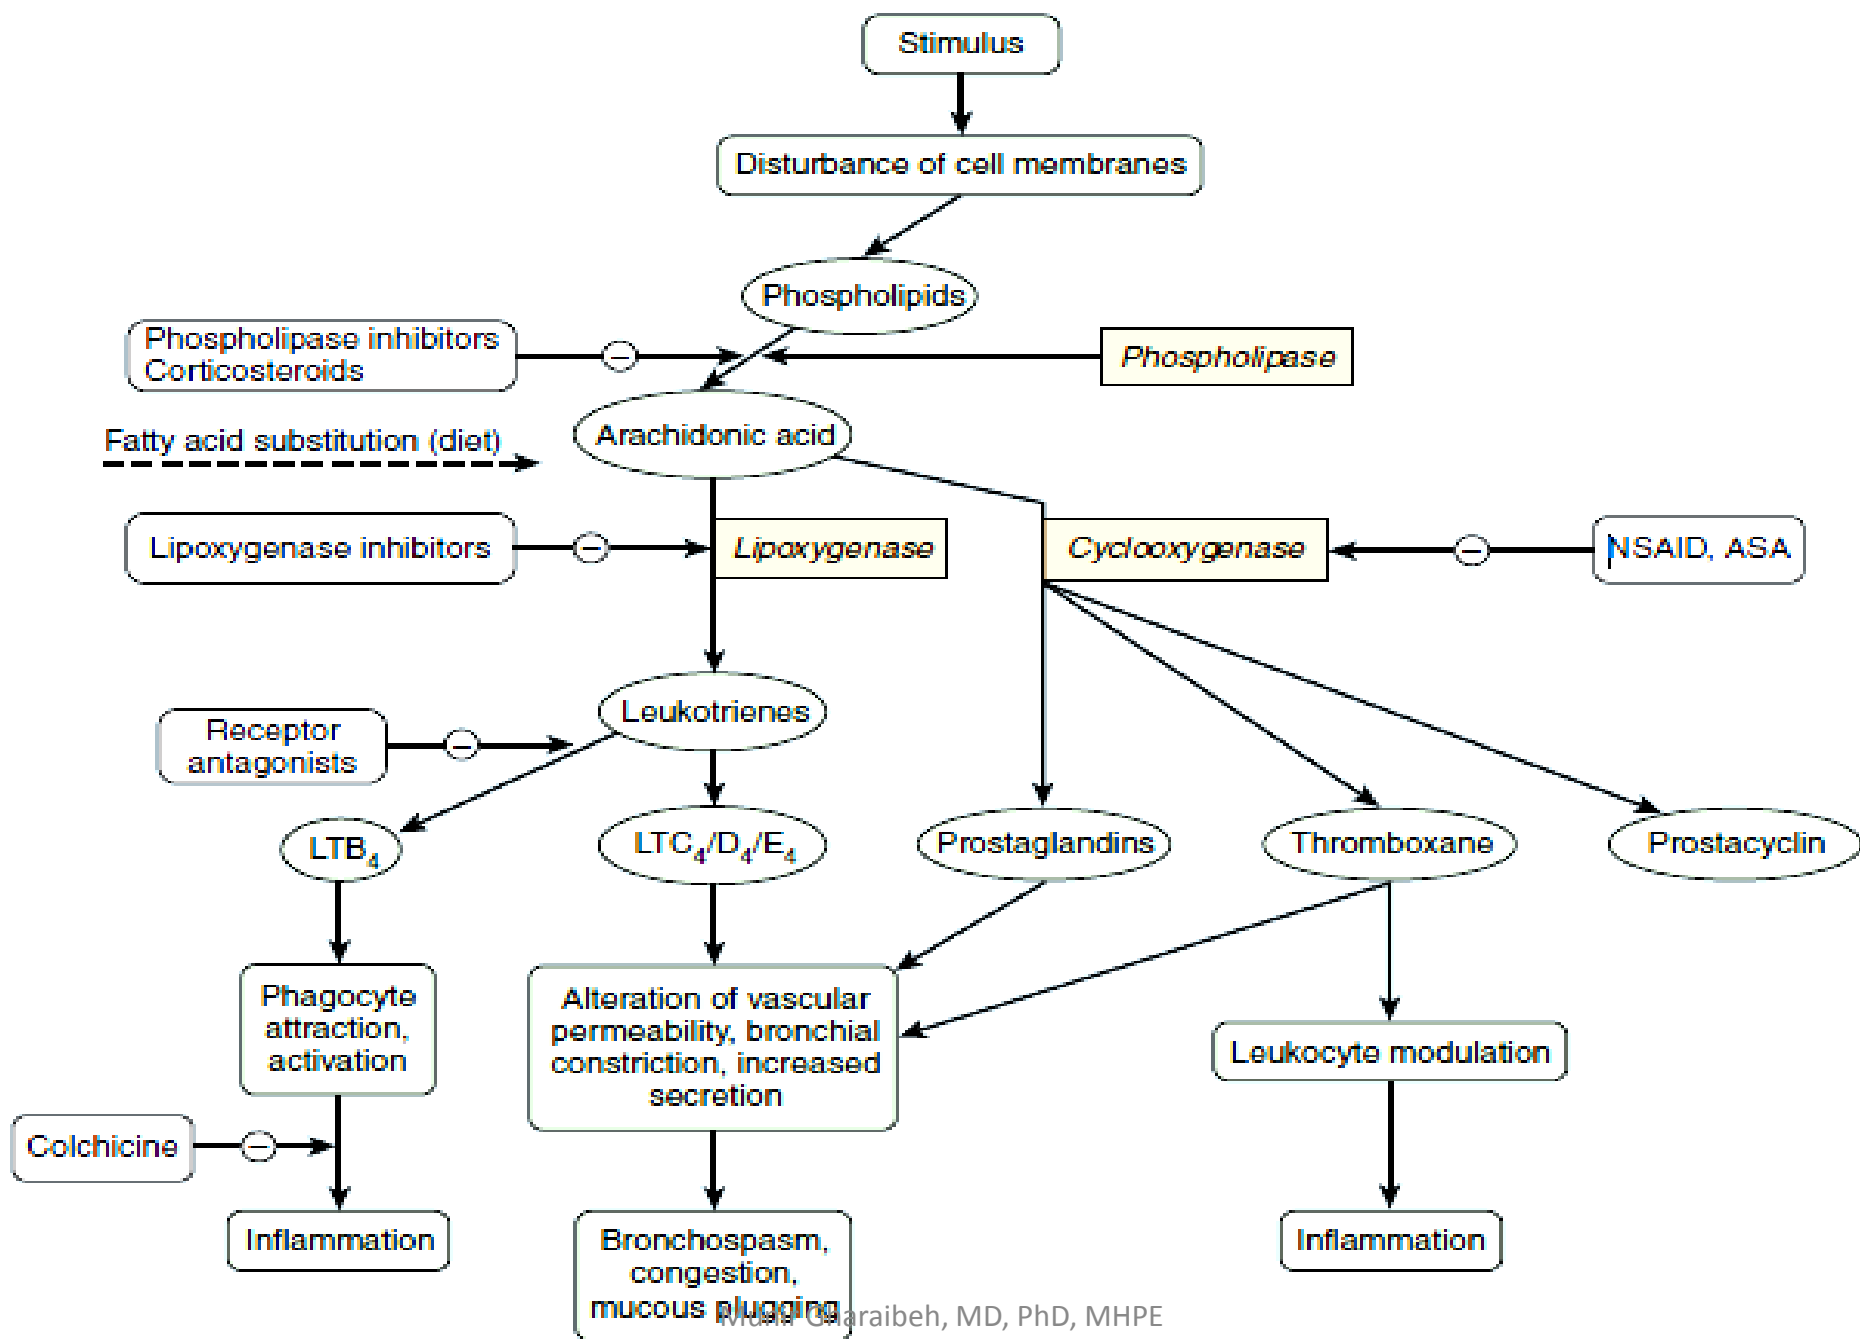 Stimulus
Disturbance of cell membranes
Phospholipids
Phospholipase inhibitors
Corticosteroids
Phospholipase
Fatty acid substitution (diet)
Arachidonic acid
Lipoxygenase inhibitors
Lipoxygenase
Cyclooxygenase
NSAID, ASA
Leukotrienes
Receptor
antagonists
LTB₄
LTC₄/D₄/E₄
Prostaglandins
Thromboxane
Prostacyclin
Phagocyte
attraction,
activation
Alteration of vascular
permeability, bronchial
constriction, increased
secretion
Leukocyte modulation
Colchicine
Inflammation
Bronchospasm,
congestion,
mucous plugging
Inflammation
Munir Gharaibeh, MD, PhD, MHPE